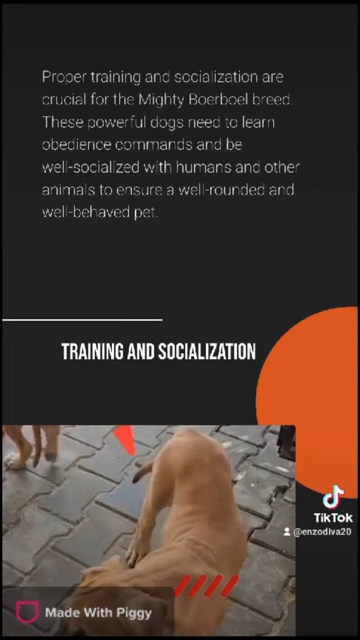 Proper training and socialization are
crucial for the Mighty Boerboel breed.
These powerful dogs need to learn
obedience commands and be
well-socialized with humans and other
animals to ensure a well-rounded and
well-behaved pet.
TRAINING AND SOCIALIZATION
TikTok
@enzodiva20
Made With Piggy